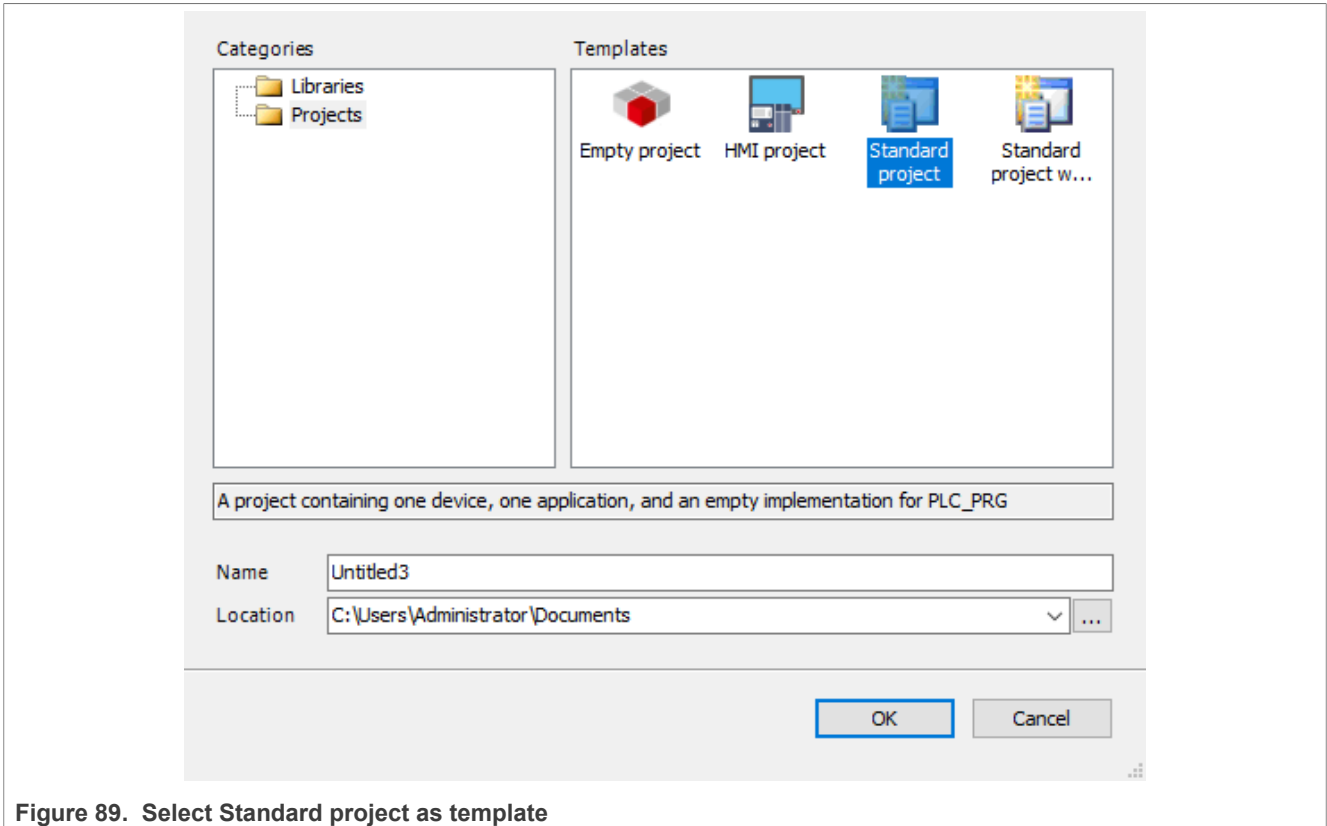 Categories
Templates
Libraries
Projects
Empty project
HMI project
Standard
project
Standard
project w...
A project containing one device, one application, and an empty implementation for PLC_PRG
Name
Untitled3
Location
C:\Users\Administrator\Documents
...
OK
Cancel
Figure 89. Select Standard project as template